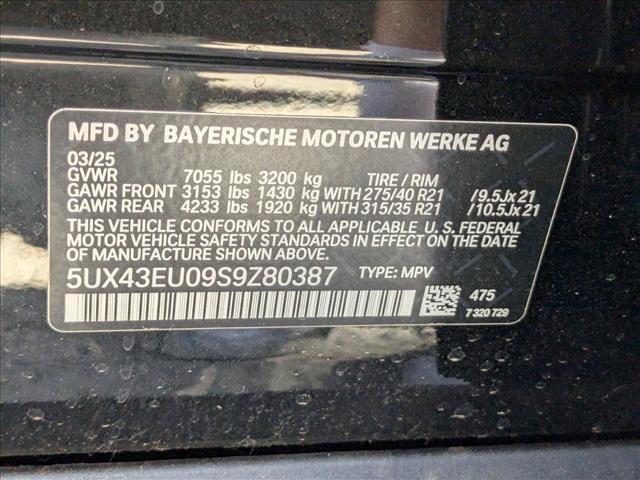 MFD BY BAYERISCHE MOTOREN WERKE AG
03/25
GVWR 7055 lbs 3200 kg TIRE / RIM
GAWR FRONT 3153 lbs 1430 kg WITH 275/40 R21 /9.5Jx21
GAWR REAR 4233 lbs 1920 kg WITH 315/35 R21 /10.5Jx21
THIS VEHICLE CONFORMS TO ALL APPLICABLE U. S. FEDERAL
MOTOR VEHICLE SAFETY STANDARDS IN EFFECT ON THE DATE
OF MANUFACTURE SHOWN ABOVE.
5UX43EU09S9Z80387 TYPE: MPV
475
7 320 729